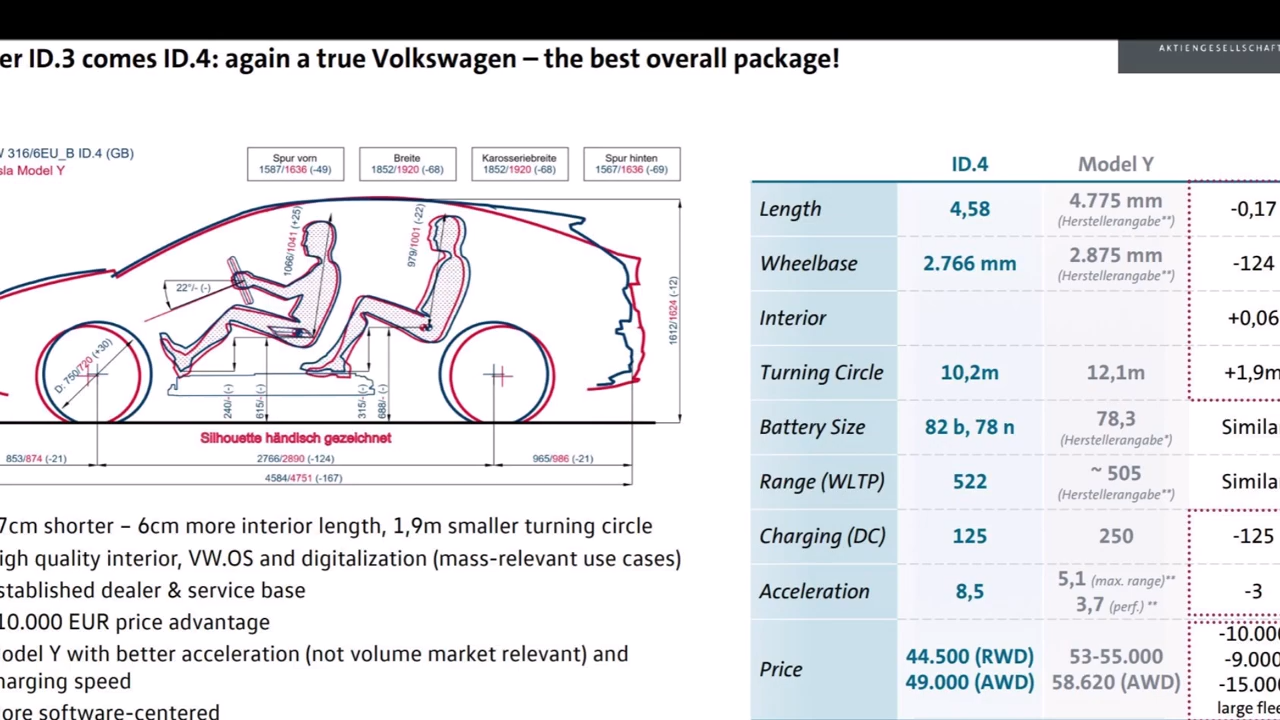 er ID.3 comes ID.4: again a true Volkswagen – the best overall package!
AKTIENGESELLSCHAFT
316/6EU_B ID.4 (GB)
sla Model Y
Spur vorn
1587/1636 (-49)
Breite
1852/1920 (-68)
Karosseriebreite
1852/1920 (-68)
Spur hinten
1567/1636 (-69)
1066/1041 (+25)
979/1001 (-22)
22°/- (-)
1612/1624 (-12)
D: 750/720 (+30)
240/- (-)
615/- (-)
315/- (-)
688/- (-)
Silhouette händisch gezeichnet
853/874 (-21)
2766/2890 (-124)
965/986 (-21)
4584/4751 (-167)
7cm shorter – 6cm more interior length, 1,9m smaller turning circle
igh quality interior, VW.OS and digitalization (mass-relevant use cases)
stablished dealer & service base
10.000 EUR price advantage
odel Y with better acceleration (not volume market relevant) and
harging speed
ore software-centered
ID.4 Model Y
Length 4,58 4.775 mm -0,17
(Herstellerangabe**)
Wheelbase 2.766 mm 2.875 mm -124
(Herstellerangabe**)
Interior +0,06
Turning Circle 10,2m 12,1m +1,9m
Battery Size 82 b, 78 n 78,3 Simila
(Herstellerangabe*)
Range (WLTP) 522 ~ 505 Simila
(Herstellerangabe**)
Charging (DC) 125 250 -125
Acceleration 8,5 5,1 (max. range)** -3
3,7 (perf.) **
Price 44.500 (RWD) 53-55.000
49.000 (AWD) 58.620 (AWD)
-10.000
-9.000
-15.000
large flee